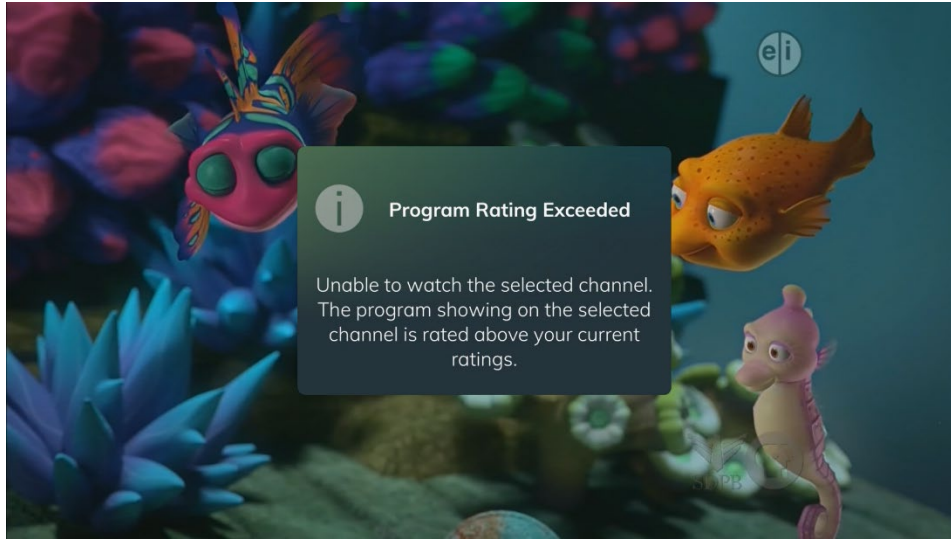 e i
i
Program Rating Exceeded
Unable to watch the selected channel.
The program showing on the selected
channel is rated above your current
ratings.